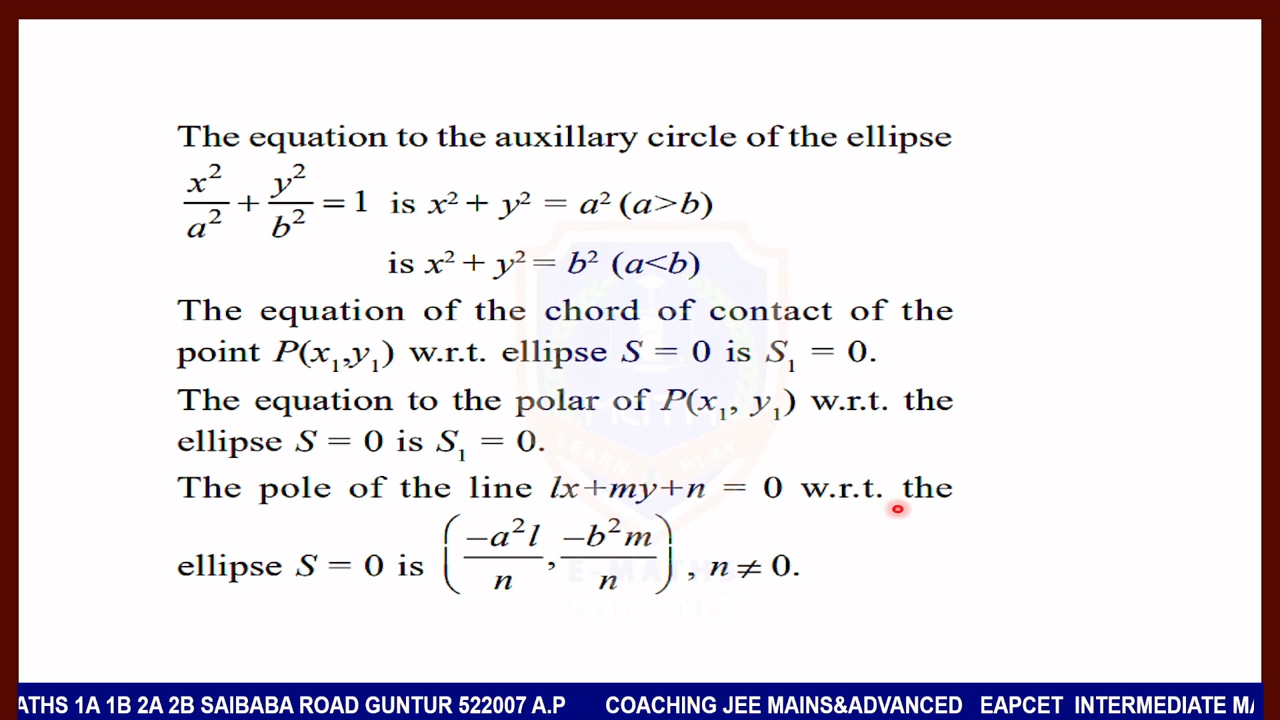 The equation to the auxillary circle of the ellipse
x²/a² + y²/b² = 1 is x² + y² = a² (a>b)
is x² + y² = b² (a<b)
The equation of the chord of contact of the
point P(x₁,y₁) w.r.t. ellipse S = 0 is S₁ = 0.
The equation to the polar of P(x₁, y₁) w.r.t. the
ellipse S = 0 is S₁ = 0.
The pole of the line lx+my+n = 0 w.r.t. the
ellipse S = 0 is (-a²l/n, -b²m/n), n ≠ 0.
LEARN PLAY
E-MATHS
ATHS 1A 1B 2A 2B SAIBABA ROAD GUNTUR 522007 A.P COACHING JEE MAINS&ADVANCED EAPCET INTERMEDIATE MA